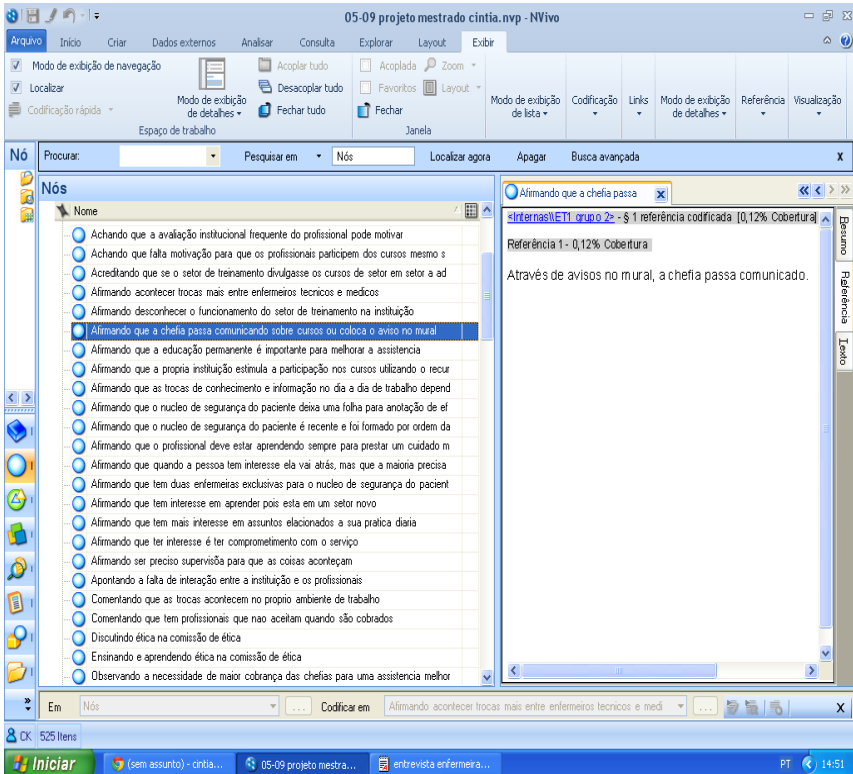 05-09 projeto mestrado cintia.nvp - NVivo
Arquivo Início Criar Dados externos Analisar Consulta Explorar Layout Exibir
Modo de exibição de navegação
Localizar
Codificação rápida
Modo de exibição de detalhes
Espaço de trabalho
Acoplar tudo
Desacoplar tudo
Fechar tudo
Acoplada Zoom
Favoritos Layout
Fechar
Janela
Modo de exibição de lista
Codificação
Links
Modo de exibição de detalhes
Referência
Visualização
Nó Procurar: Pesquisar em Nós Localizar agora Apagar Busca avançada x
Nós
Nome
Achando que a avaliação institucional frequente do profissional pode motivar
Achando que falta motivação para que os profissionais participem dos cursos mesmo s
Acreditando que se o setor de treinamento divulgasse os cursos de setor em setor a ad
Afirmando acontecer trocas mais entre enfermeiros tecnicos e medicos
Afirmando desconhecer o funcionamento do setor de treinamento na instituição
Afirmando que a chefia passa comunicando sobre cursos ou coloca o aviso no mural
Afirmando que a educação permanente é importante para melhorar a assistencia
Afirmando que a propria instituição estimula a participação nos cursos utilizando o recur
Afirmando que as trocas de conhecimento e informação no dia a dia de trabalho depend
Afirmando que o nucleo de segurança do paciente deixa uma folha para anotação de ef
Afirmando que o nucleo de segurança do paciente é recente e foi formado por ordem da
Afirmando que o profissional deve estar aprendendo sempre para prestar um cuidado m
Afirmando que quando a pessoa tem interesse ela vai atrás, mas que a maioria precisa
Afirmando que tem duas enfermeiras exclusivas para o nucleo de segurança do pacient
Afirmando que tem interesse em aprender pois esta em um setor novo
Afirmando que tem mais interesse em assuntos elacionados a sua pratica diaria
Afirmando que ter interesse é ter comprometimento com o serviço
Afirmando ser preciso supervisõa para que as coisas aconteçam
Apontando a falta de interação entre a instituição e os profissionais
Comentando que as trocas acontecem no proprio ambiente de trabalho
Comentando que tem profissionais que nao aceitam quando são cobrados
Discutindo ética na comissão de ética
Ensinando e aprendendo ética na comissão de ética
Observando a necessidade de maior cobrança das chefias para uma assistencia melhor
Afirmando que a chefia passa
<Internas\\ET1 grupo 2> - § 1 referência codificada [0,12% Cobertura]
Referência 1 - 0,12% Cobertura
Através de avisos no mural, a chefia passa comunicado.
Resumo
Referência
Texto
Em Nós ... Codificar em Afirmando acontecer trocas mais entre enfermeiros tecnicos e medi ... X
CK 525 Itens
Iniciar (sem assunto) - cintia... 05-09 projeto mestra... entrevista enfermeira... PT 14:51